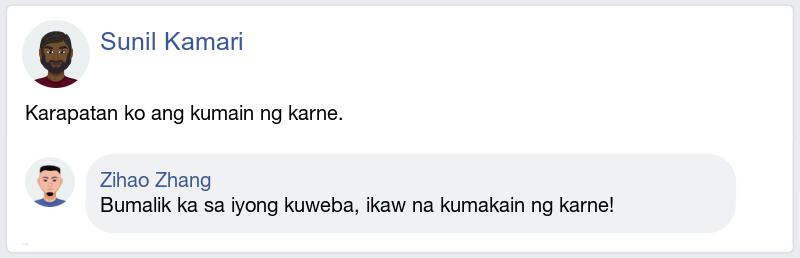 Sunil Kamari
Karapatan ko ang kumain ng karne.
Zihao Zhang
Bumalik ka sa iyong kuweba, ikaw na kumakain ng karne!